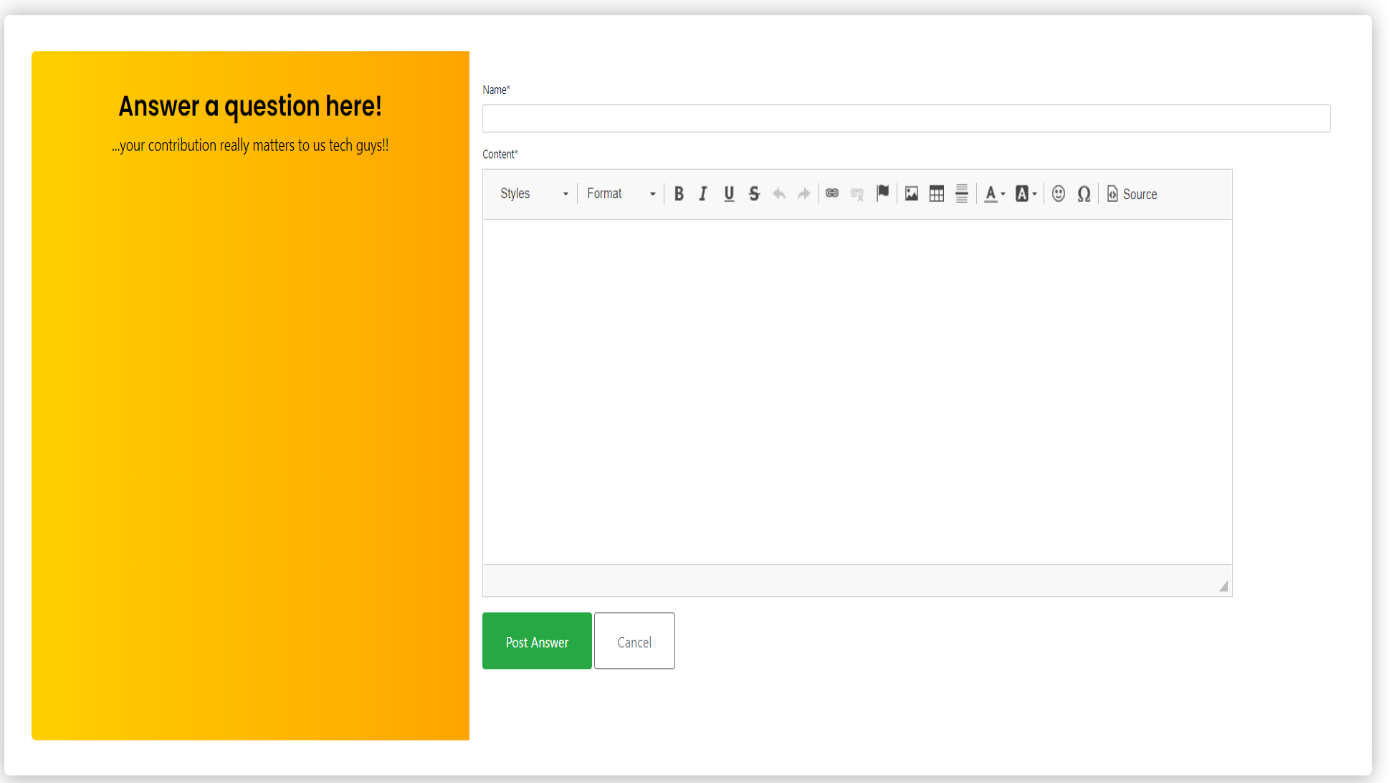 Answer a question here!
...your contribution really matters to us tech guys!!
Name*
Content*
Styles Format B I U S A A Ω Source
Post Answer Cancel